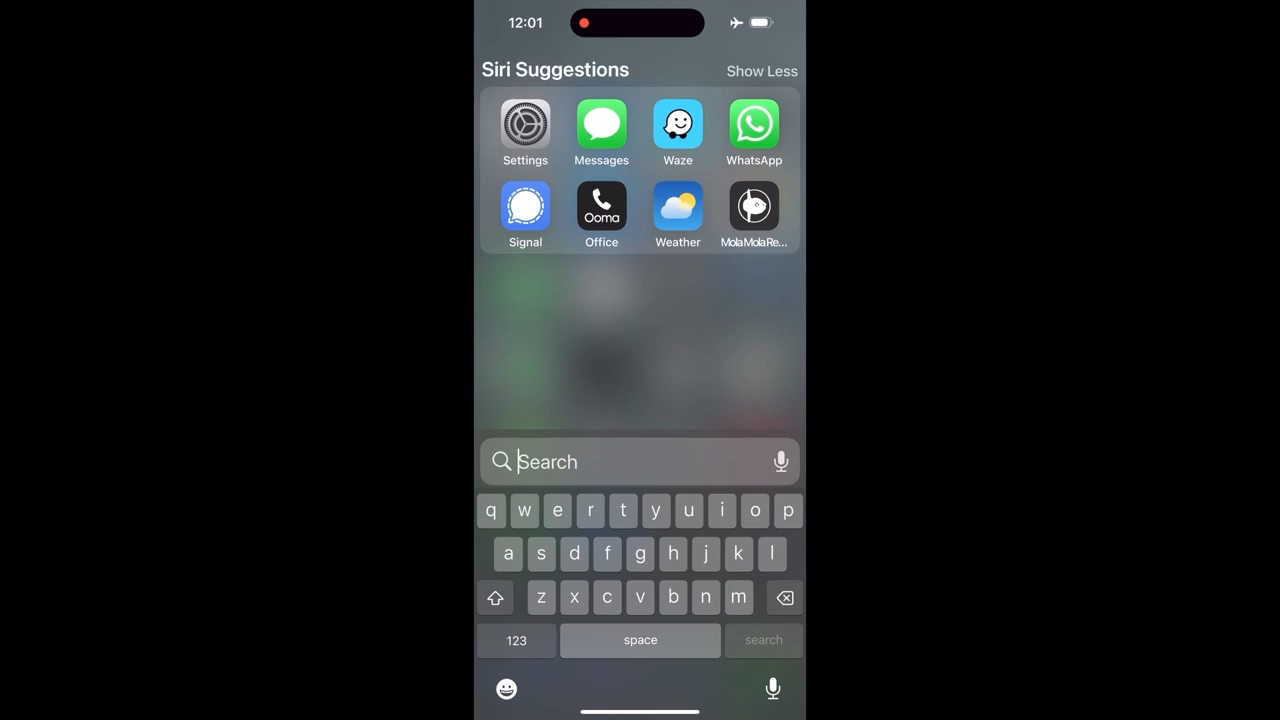 12:01
Siri Suggestions
Show Less
Settings
Messages
Waze
WhatsApp
Ooma
Signal
Office
Weather
MolaMolaRe...
Search
q w e r t y u i o p
a s d f g h j k l
z x c v b n m
123
space
search